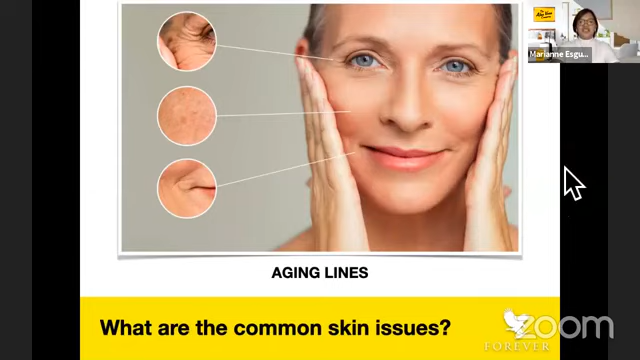 Marianne Esgu...
AGING LINES
What are the common skin issues?
zoom
FOREVER